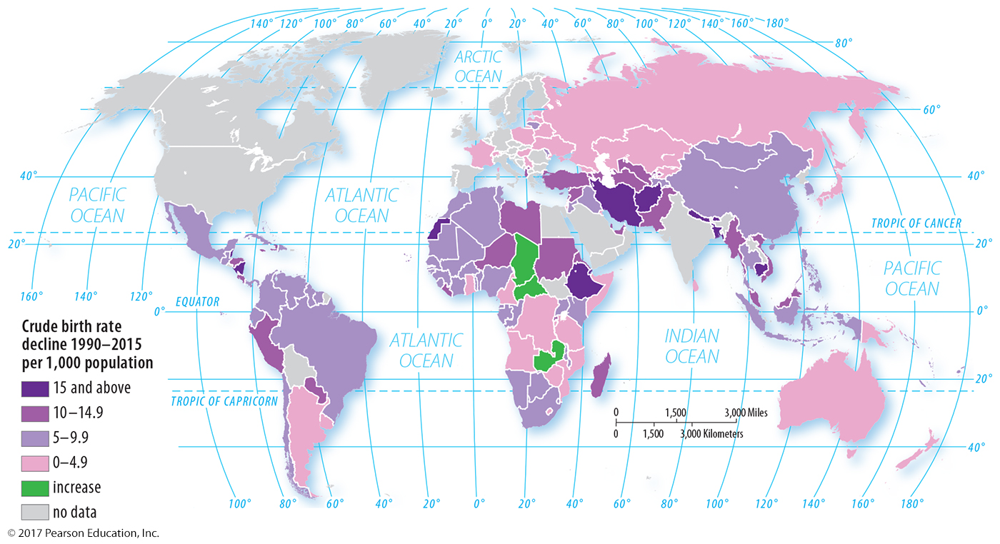 140° 120° 100° 80° 60° 40° 20° 0° 20° 40° 60° 80° 100° 120° 140° 160° 180°
80°
ARCTIC
OCEAN
60°
40°
40°
PACIFIC
OCEAN
ATLANTIC
OCEAN
TROPIC OF CANCER
20°
20°
PACIFIC
OCEAN
160° 140° 120°
EQUATOR
0°
0°
ATLANTIC
OCEAN
INDIAN
OCEAN
20°
TROPIC OF CAPRICORN
0 1,500 3,000 Miles
0 1,500 3,000 Kilometers
40°
100° 80° 60° 40° 20° 0° 20° 40° 60° 80° 100° 120° 140° 160° 180°
Crude birth rate
decline 1990–2015
per 1,000 population
15 and above
10–14.9
5–9.9
0–4.9
increase
no data
© 2017 Pearson Education, Inc.